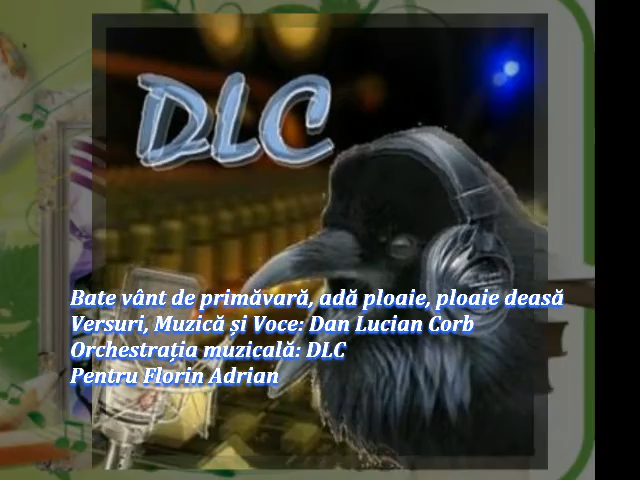 DLC
Bate vânt de primăvară, adă ploaie, ploaie deasă
Versuri, Muzică și Voce: Dan Lucian Corb
Orchestrația muzicală: DLC
Pentru Florin Adrian